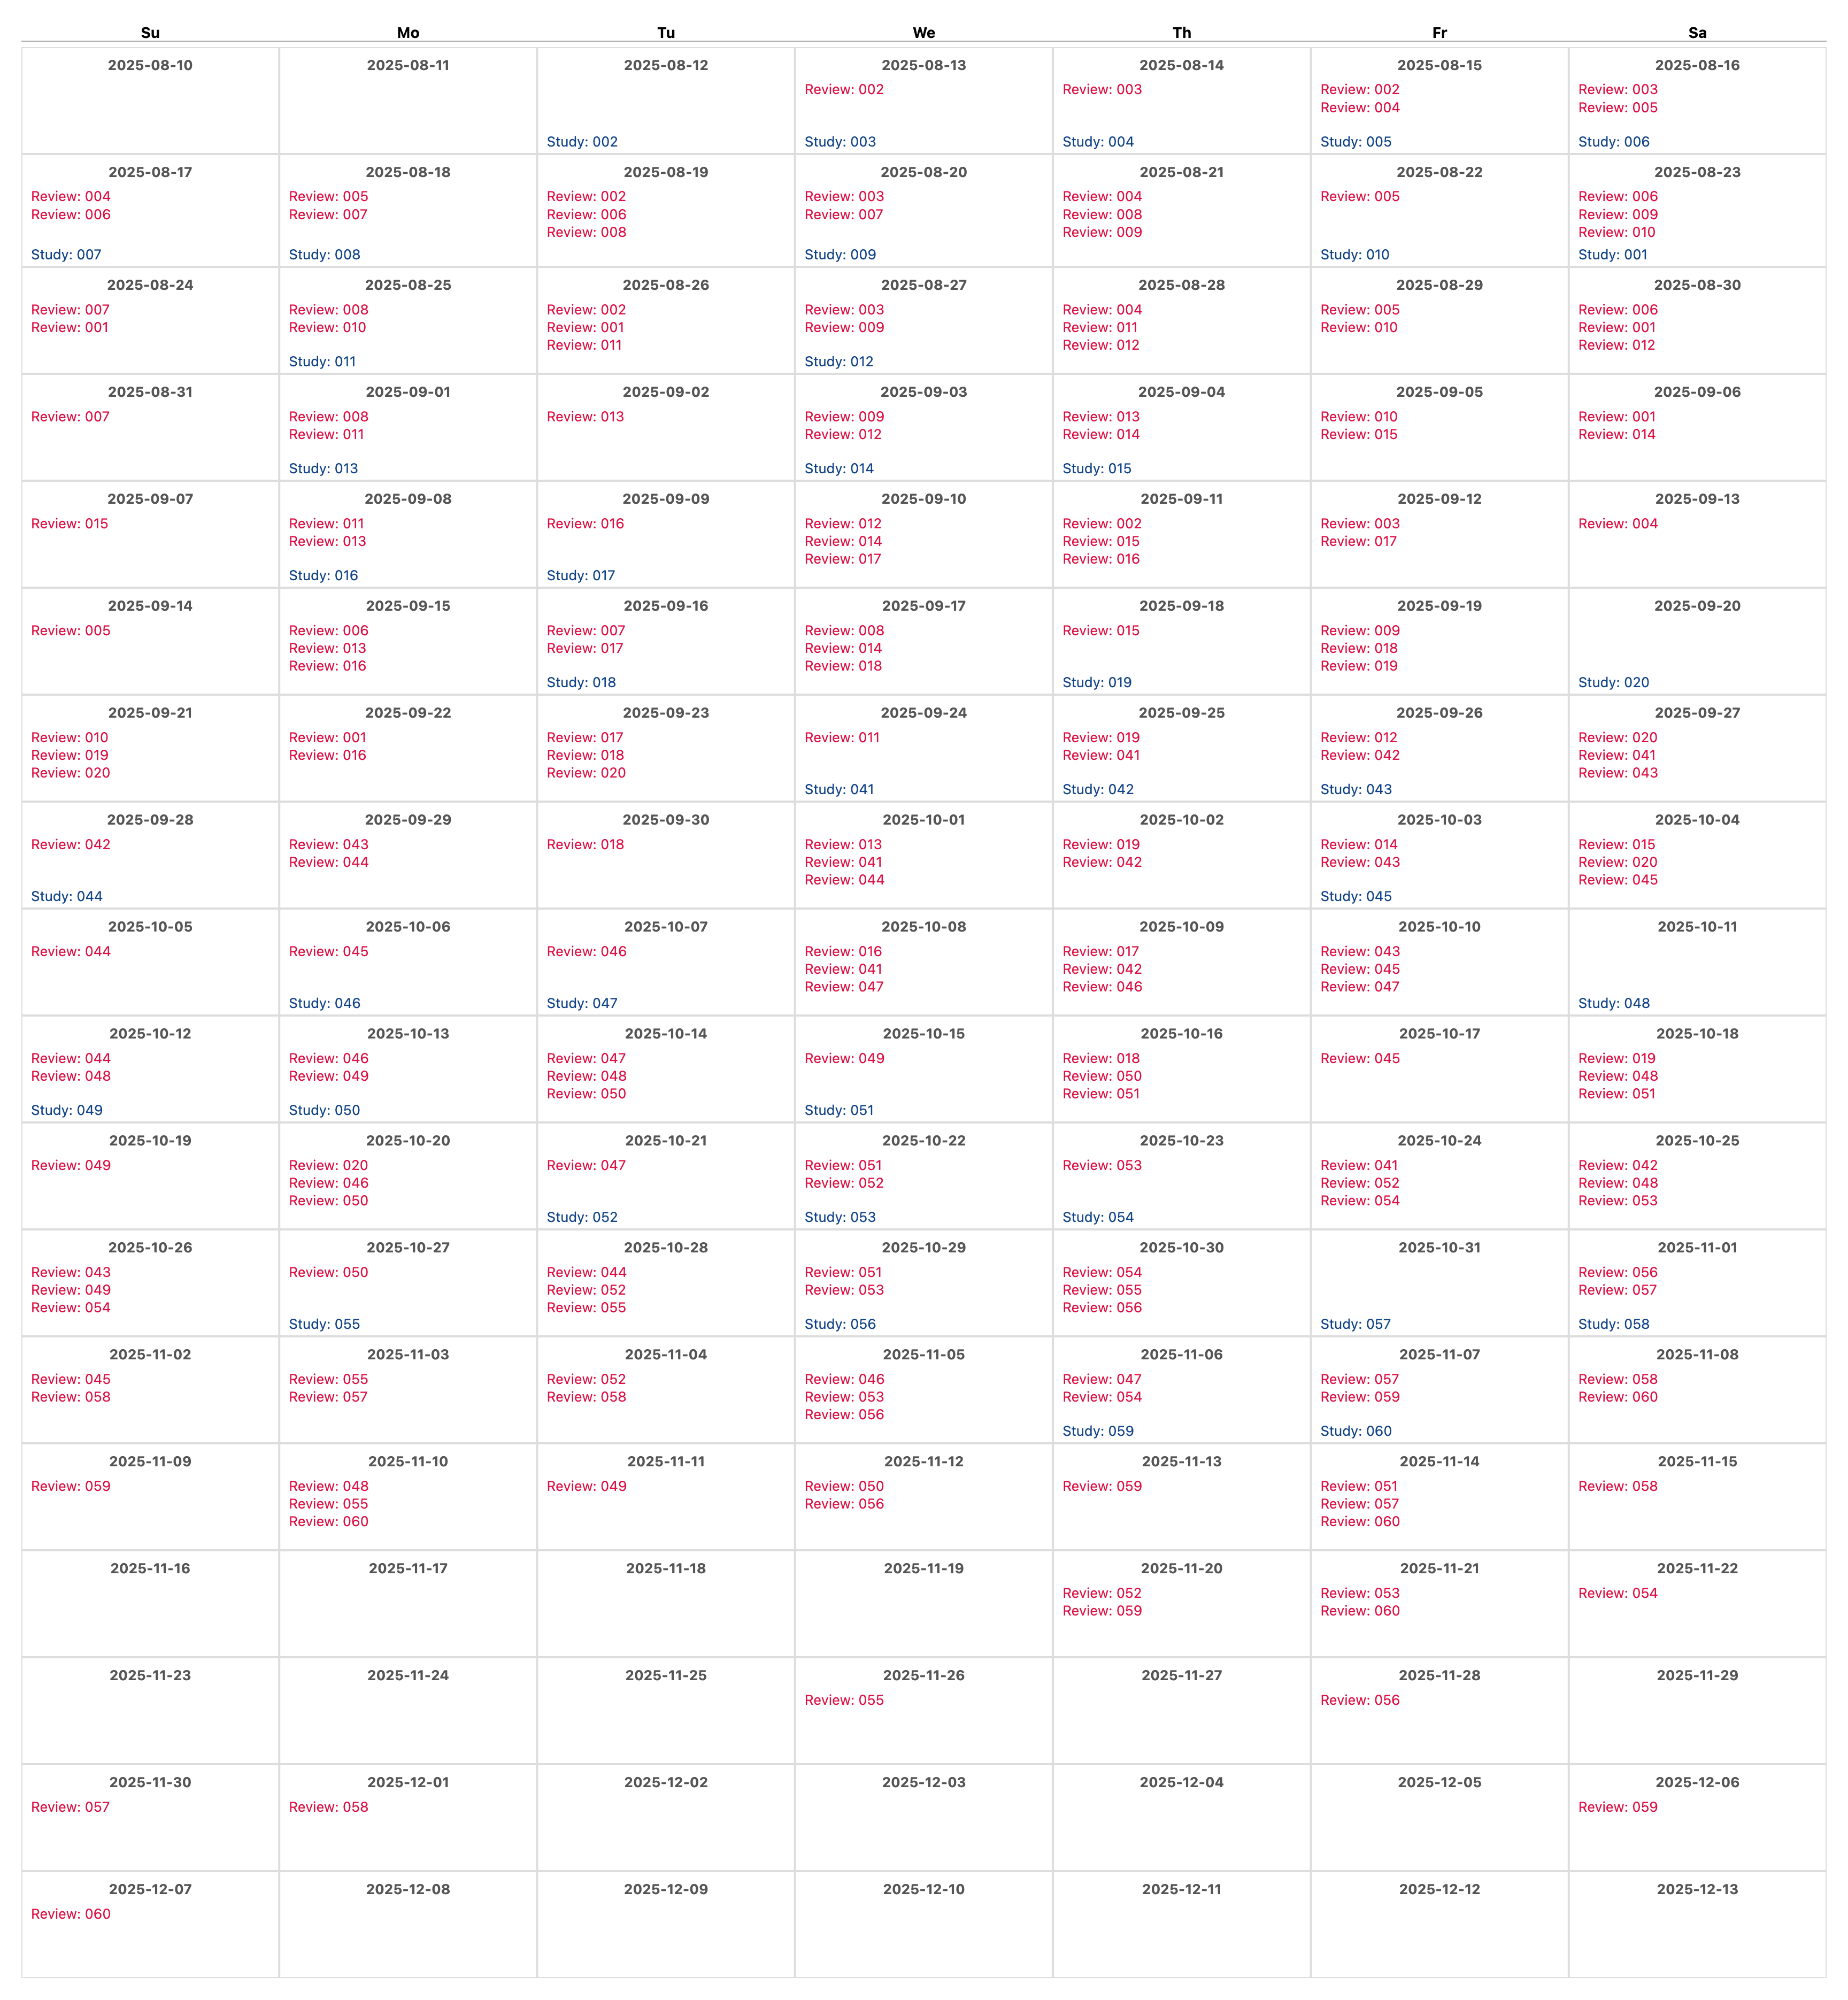 Su
Mo
Tu
We
Th
Fr
Sa
2025-08-10
2025-08-11
2025-08-12
Study: 002
2025-08-13
Review: 002
Study: 003
2025-08-14
Review: 003
Study: 004
2025-08-15
Review: 002
Review: 004
Study: 005
2025-08-16
Review: 003
Review: 005
Study: 006
2025-08-17
Review: 004
Review: 006
Study: 007
2025-08-18
Review: 005
Review: 007
Study: 008
2025-08-19
Review: 002
Review: 006
Review: 008
2025-08-20
Review: 003
Review: 007
Study: 009
2025-08-21
Review: 004
Review: 008
Review: 009
2025-08-22
Review: 005
Study: 010
2025-08-23
Review: 006
Review: 009
Review: 010
Study: 001
2025-08-24
Review: 007
Review: 001
2025-08-25
Review: 008
Review: 010
Study: 011
2025-08-26
Review: 002
Review: 001
Review: 011
2025-08-27
Review: 003
Review: 009
Study: 012
2025-08-28
Review: 004
Review: 011
Review: 012
2025-08-29
Review: 005
Review: 010
2025-08-30
Review: 006
Review: 001
Review: 012
2025-08-31
Review: 007
2025-09-01
Review: 008
Review: 011
Study: 013
2025-09-02
Review: 013
2025-09-03
Review: 009
Review: 012
Study: 014
2025-09-04
Review: 013
Review: 014
Study: 015
2025-09-05
Review: 010
Review: 015
2025-09-06
Review: 001
Review: 014
2025-09-07
Review: 015
2025-09-08
Review: 011
Review: 013
Study: 016
2025-09-09
Review: 016
Study: 017
2025-09-10
Review: 012
Review: 014
Review: 017
2025-09-11
Review: 002
Review: 015
Review: 016
2025-09-12
Review: 003
Review: 017
2025-09-13
Review: 004
2025-09-14
Review: 005
2025-09-15
Review: 006
Review: 013
Review: 016
2025-09-16
Review: 007
Review: 017
Study: 018
2025-09-17
Review: 008
Review: 014
Review: 018
2025-09-18
Review: 015
Study: 019
2025-09-19
Review: 009
Review: 018
Review: 019
2025-09-20
Study: 020
2025-09-21
Review: 010
Review: 019
Review: 020
2025-09-22
Review: 001
Review: 016
2025-09-23
Review: 017
Review: 018
Review: 020
2025-09-24
Review: 011
Study: 041
2025-09-25
Review: 019
Review: 041
Study: 042
2025-09-26
Review: 012
Review: 042
Study: 043
2025-09-27
Review: 020
Review: 041
Review: 043
2025-09-28
Review: 042
Study: 044
2025-09-29
Review: 043
Review: 044
2025-09-30
Review: 018
2025-10-01
Review: 013
Review: 041
Review: 044
2025-10-02
Review: 019
Review: 042
2025-10-03
Review: 014
Review: 043
Study: 045
2025-10-04
Review: 015
Review: 020
Review: 045
2025-10-05
Review: 044
2025-10-06
Review: 045
Study: 046
2025-10-07
Review: 046
Study: 047
2025-10-08
Review: 016
Review: 041
Review: 047
2025-10-09
Review: 017
Review: 042
Review: 046
2025-10-10
Review: 043
Review: 045
Review: 047
2025-10-11
Study: 048
2025-10-12
Review: 044
Review: 048
Study: 049
2025-10-13
Review: 046
Review: 049
Study: 050
2025-10-14
Review: 047
Review: 048
Review: 050
2025-10-15
Review: 049
Study: 051
2025-10-16
Review: 018
Review: 050
Review: 051
2025-10-17
Review: 045
2025-10-18
Review: 019
Review: 048
Review: 051
2025-10-19
Review: 049
2025-10-20
Review: 020
Review: 046
Review: 050
2025-10-21
Review: 047
Study: 052
2025-10-22
Review: 051
Review: 052
Study: 053
2025-10-23
Review: 053
Study: 054
2025-10-24
Review: 041
Review: 052
Review: 054
2025-10-25
Review: 042
Review: 048
Review: 053
2025-10-26
Review: 043
Review: 049
Review: 054
2025-10-27
Review: 050
Study: 055
2025-10-28
Review: 044
Review: 052
Review: 055
2025-10-29
Review: 051
Review: 053
Study: 056
2025-10-30
Review: 054
Review: 055
Review: 056
2025-10-31
Study: 057
2025-11-01
Review: 056
Review: 057
Study: 058
2025-11-02
Review: 045
Review: 058
2025-11-03
Review: 055
Review: 057
2025-11-04
Review: 052
Review: 058
2025-11-05
Review: 046
Review: 053
Review: 056
2025-11-06
Review: 047
Review: 054
Study: 059
2025-11-07
Review: 057
Review: 059
Study: 060
2025-11-08
Review: 058
Review: 060
2025-11-09
Review: 059
2025-11-10
Review: 048
Review: 055
Review: 060
2025-11-11
Review: 049
2025-11-12
Review: 050
Review: 056
2025-11-13
Review: 059
2025-11-14
Review: 051
Review: 057
Review: 060
2025-11-15
Review: 058
2025-11-16
2025-11-17
2025-11-18
2025-11-19
2025-11-20
Review: 052
Review: 059
2025-11-21
Review: 053
Review: 060
2025-11-22
Review: 054
2025-11-23
2025-11-24
2025-11-25
2025-11-26
Review: 055
2025-11-27
2025-11-28
Review: 056
2025-11-29
2025-11-30
Review: 057
2025-12-01
Review: 058
2025-12-02
2025-12-03
2025-12-04
2025-12-05
2025-12-06
Review: 059
2025-12-07
Review: 060
2025-12-08
2025-12-09
2025-12-10
2025-12-11
2025-12-12
2025-12-13